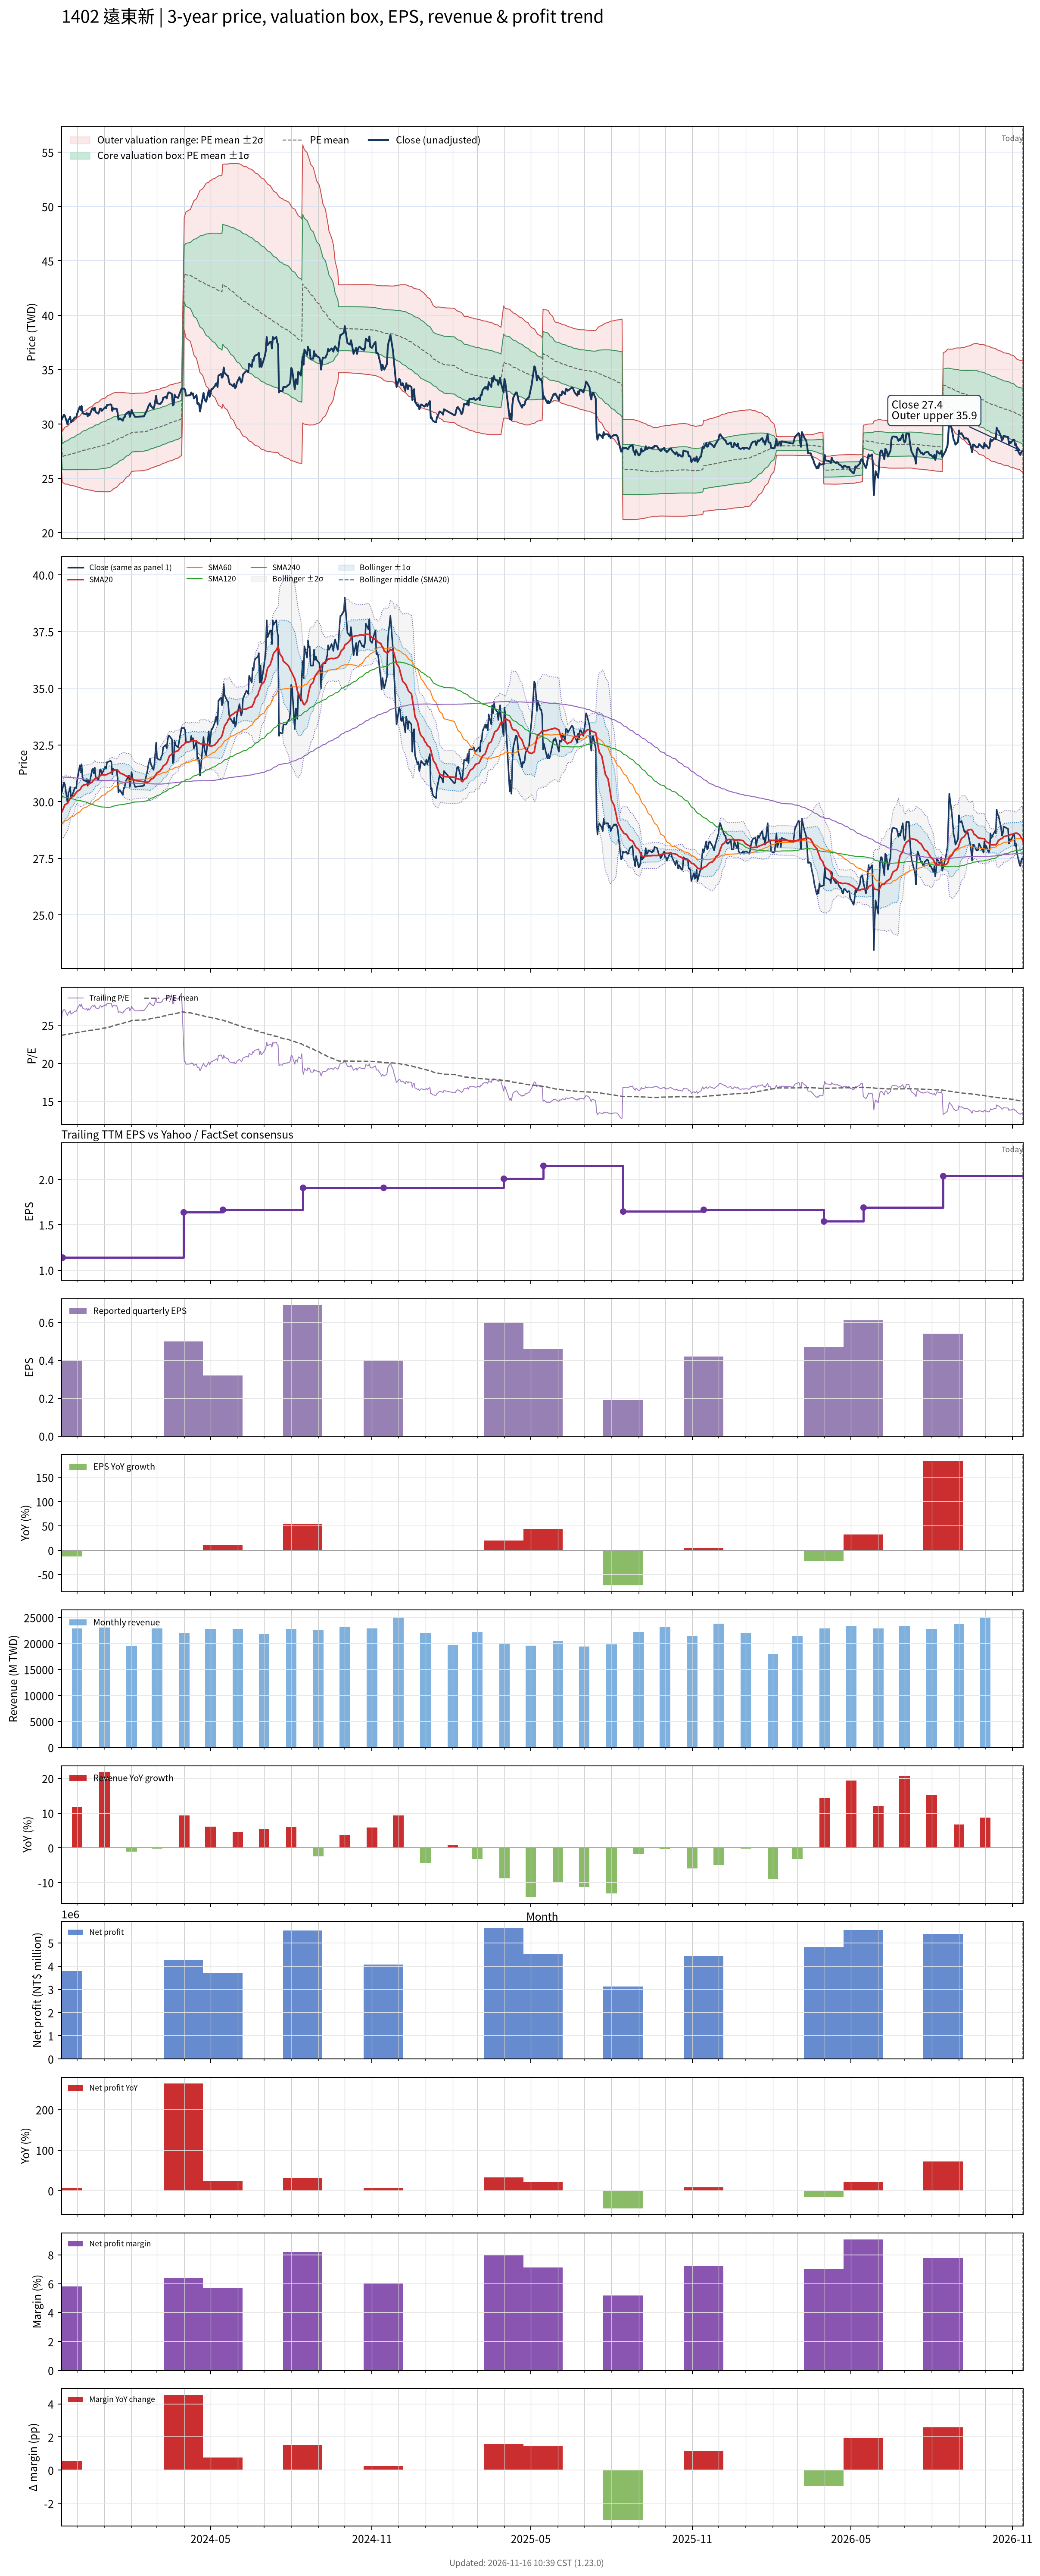 1402 遠東新 | 3-year price, valuation box, EPS, revenue & profit trend
Outer valuation range: PE mean ±2σ
Core valuation box: PE mean ±1σ
PE mean
Close (unadjusted)
Today
Price (TWD)
55
50
45
40
35
30
25
20
Close 27.4
Outer upper 35.9
Close (same as panel 1)
SMA20
SMA60
SMA120
SMA240
Bollinger ±2σ
Bollinger ±1σ
Bollinger middle (SMA20)
Price
40.0
37.5
35.0
32.5
30.0
27.5
25.0
Trailing P/E
P/E mean
P/E
25
20
15
Trailing TTM EPS vs Yahoo / FactSet consensus
Today
EPS
2.0
1.5
1.0
Reported quarterly EPS
EPS
0.6
0.4
0.2
0.0
EPS YoY growth
YoY (%)
150
100
50
0
-50
Monthly revenue
Revenue (M TWD)
25000
20000
15000
10000
5000
0
Revenue YoY growth
YoY (%)
20
10
0
-10
Month
1e6
Net profit
Net profit (NT$ million)
5
4
3
2
1
0
Net profit YoY
YoY (%)
200
100
0
Net profit margin
Margin (%)
8
6
4
2
0
Margin YoY change
Δ margin (pp)
4
2
0
-2
2024-05
2024-11
2025-05
2025-11
2026-05
2026-11
Updated: 2026-11-16 10:39 CST (1.23.0)